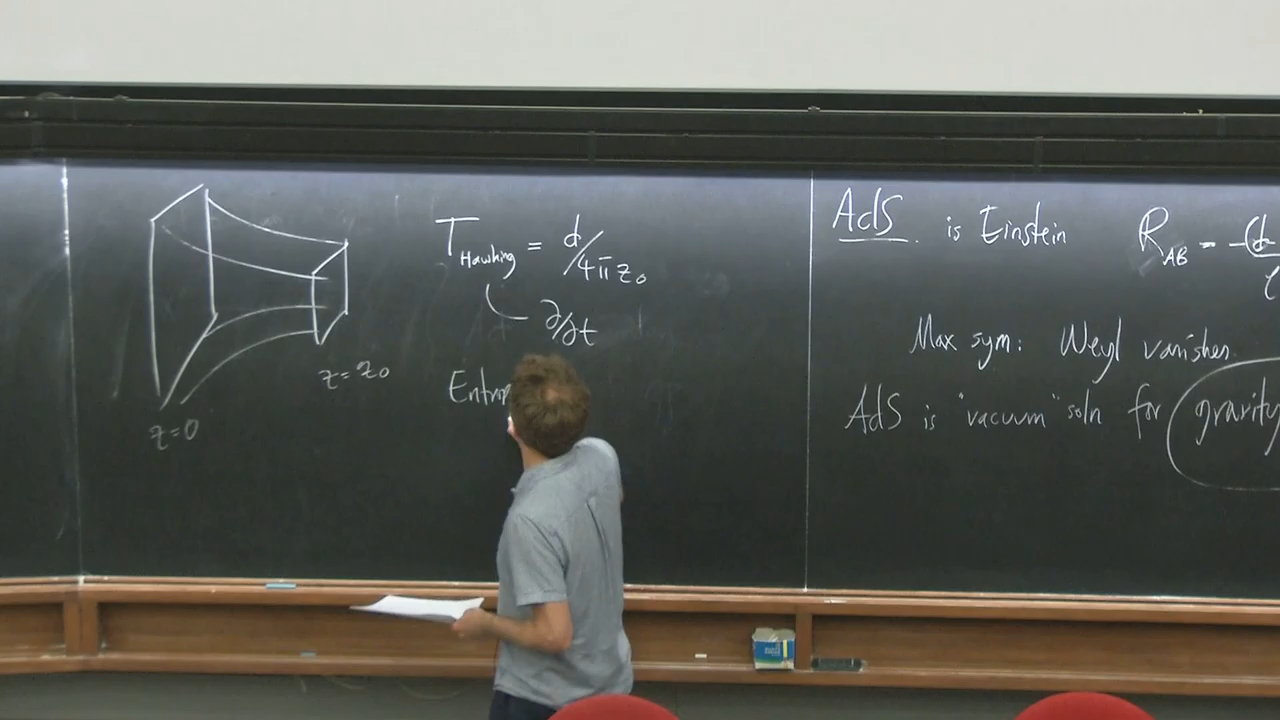 T_Hawking = d/4π z₀
∂/∂t
Entro
z=z₀
z=0
AdS is Einstein R_AB = -(d
Max sym: Weyl vanishes.
AdS is "vacuum" soln for gravity